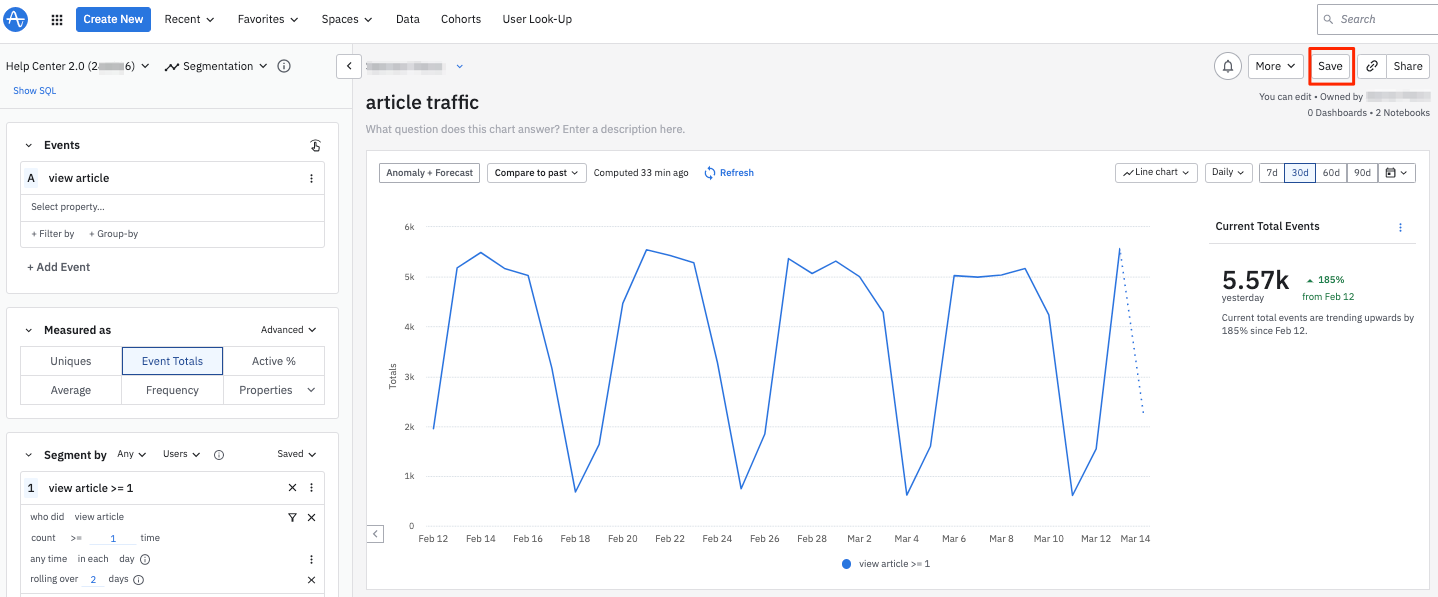 Create New Recent Favorites Spaces Data Cohorts User Look-Up Search
Help Center 2.0 (2 6) Segmentation
Show SQL
More Save Share
You can edit • Owned by
0 Dashboards • 2 Notebooks
article traffic
What question does this chart answer? Enter a description here.
Events
A view article
Select property...
+ Filter by + Group-by
+ Add Event
Measured as Advanced
Uniques Event Totals Active %
Average Frequency Properties
Segment by Any Users Saved
1 view article >= 1
who did view article
count >= 1 time
any time in each day
rolling over 2 days
Anomaly + Forecast Compare to past Computed 33 min ago Refresh
Line chart Daily 7d 30d 60d 90d
6k
5k
4k
3k
2k
1k
0
Totals
Feb 12 Feb 14 Feb 16 Feb 18 Feb 20 Feb 22 Feb 24 Feb 26 Feb 28 Mar 2 Mar 4 Mar 6 Mar 8 Mar 10 Mar 12 Mar 14
view article >= 1
Current Total Events
5.57k 185%
yesterday from Feb 12
Current total events are trending upwards by
185% since Feb 12.